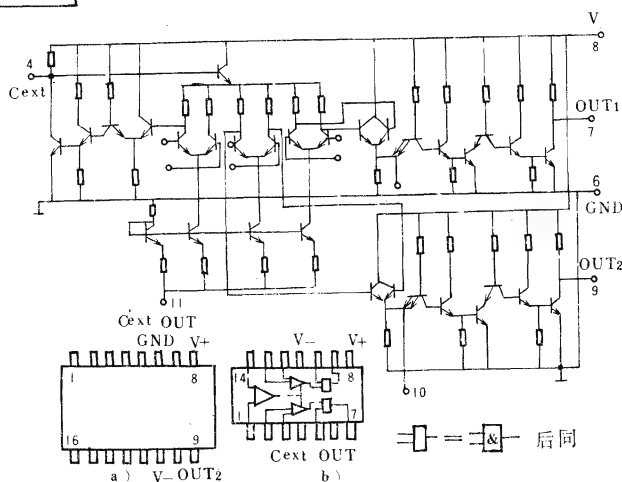 V
8
4
Cext
OUT1
7
6
GND
OUT2
9
11
10
Cext OUT
GND V+
1 8
16 9
a) V- OUT2
V- V+
14 8
1 7
Cext OUT
b)
= & 后同